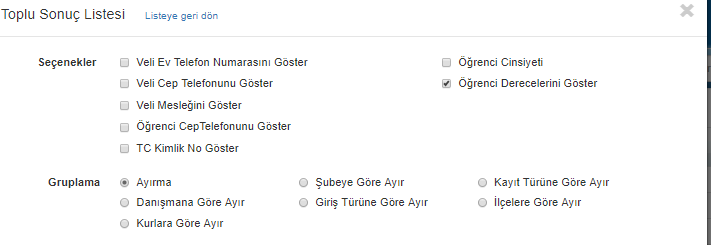 Toplu Sonuç Listesi Listeye geri dön
Seçenekler Veli Ev Telefon Numarasını Göster Öğrenci Cinsiyeti
Veli Cep Telefonunu Göster Öğrenci Derecelerini Göster
Veli Mesleğini Göster
Öğrenci CepTelefonunu Göster
TC Kimlik No Göster
Gruplama Ayırma Şubeye Göre Ayır Kayıt Türüne Göre Ayır
Danışmana Göre Ayır Giriş Türüne Göre Ayır İlçelere Göre Ayır
Kurlara Göre Ayır